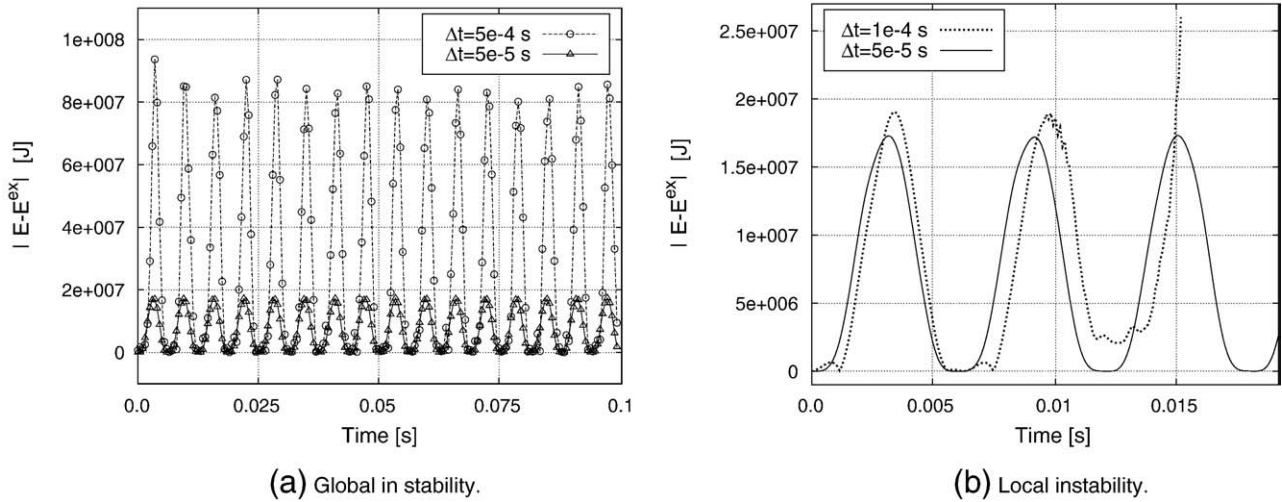 Δt=5e-4 s
Δt=5e-5 s
1e+008
8e+007
6e+007
4e+007
2e+007
0
| E-E^ex| [J]
0.0 0.025 0.05 0.075 0.1
Time [s]
(a) Global in stability.
Δt=1e-4 s
Δt=5e-5 s
2.5e+007
2e+007
1.5e+007
1e+007
5e+006
0
| E-E^ex| [J]
0.0 0.005 0.01 0.015
Time [s]
(b) Local instability.